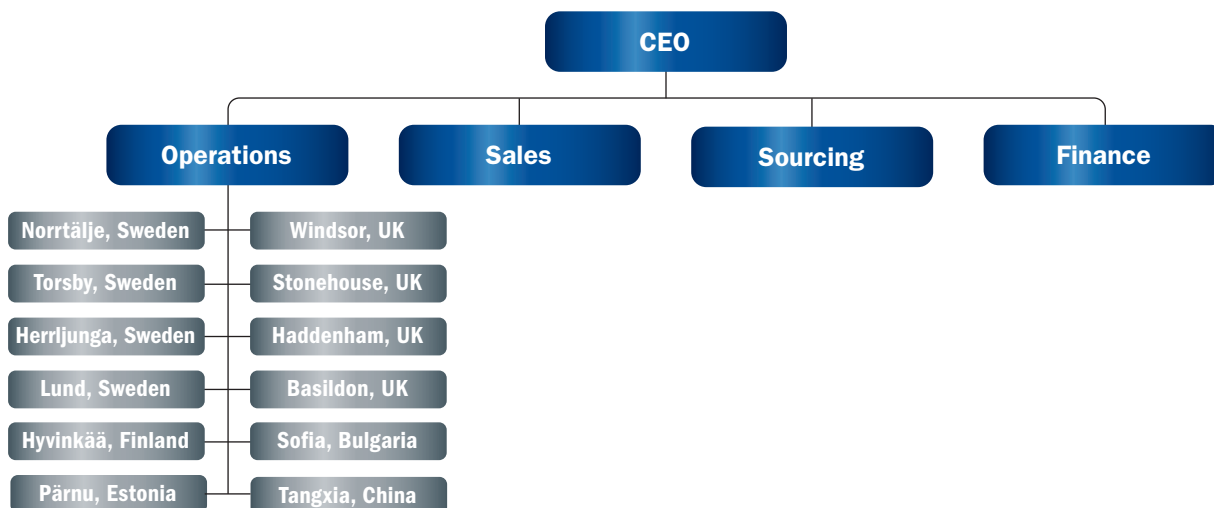 CEO
Operations
Sales
Sourcing
Finance
Norrtälje, Sweden
Windsor, UK
Torsby, Sweden
Stonehouse, UK
Herrljunga, Sweden
Haddenham, UK
Lund, Sweden
Basildon, UK
Hyvinkää, Finland
Sofia, Bulgaria
Pärnu, Estonia
Tangxia, China